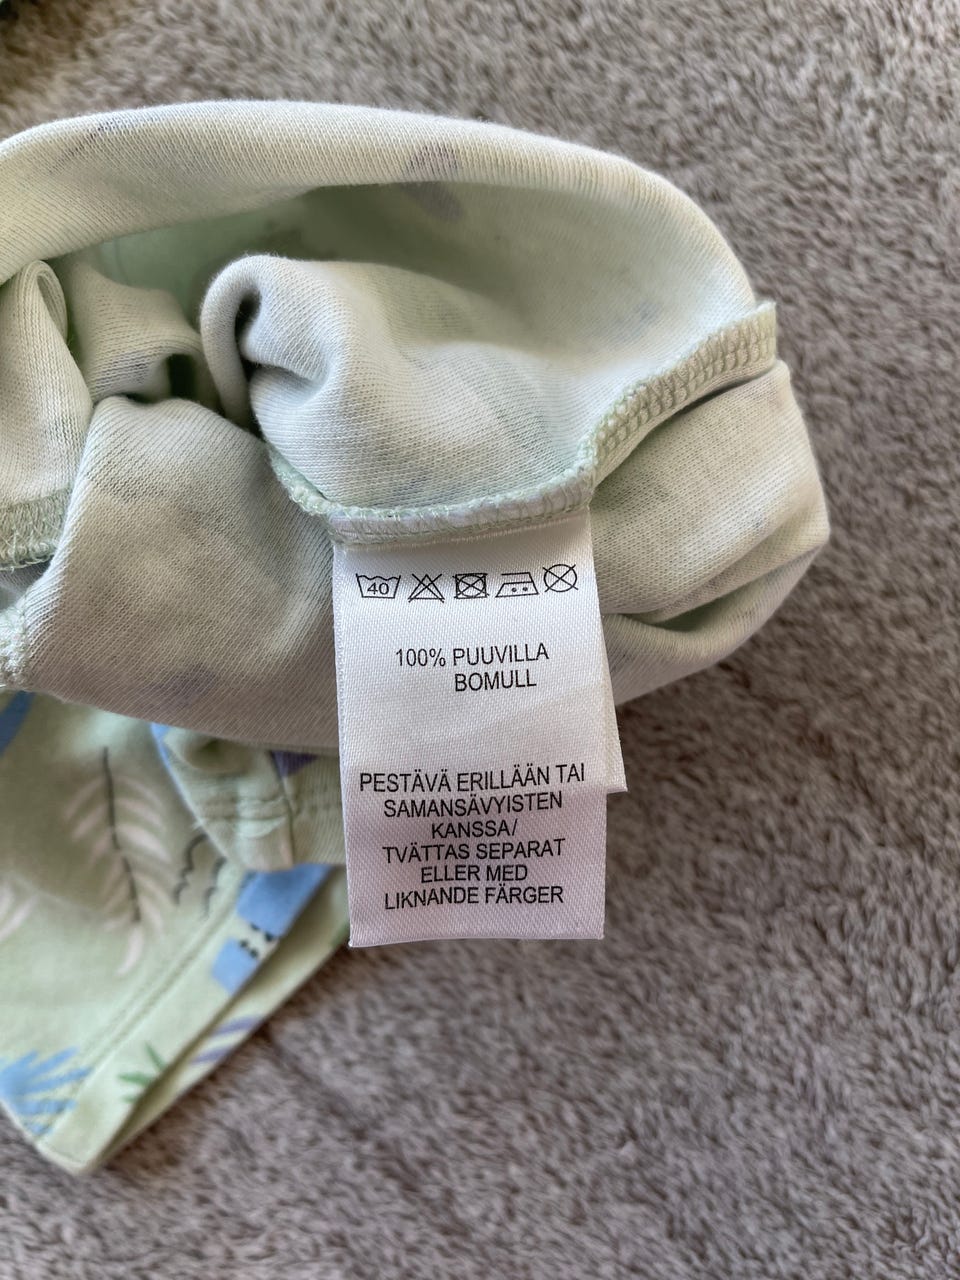 40
100% PUUVILLA
BOMULL
PESTÄVÄ ERILLÄÄN TAI
SAMANSÄVYISTEN
KANSSA/
TVÄTTAS SEPARAT
ELLER MED
LIKNANDE FÄRGER